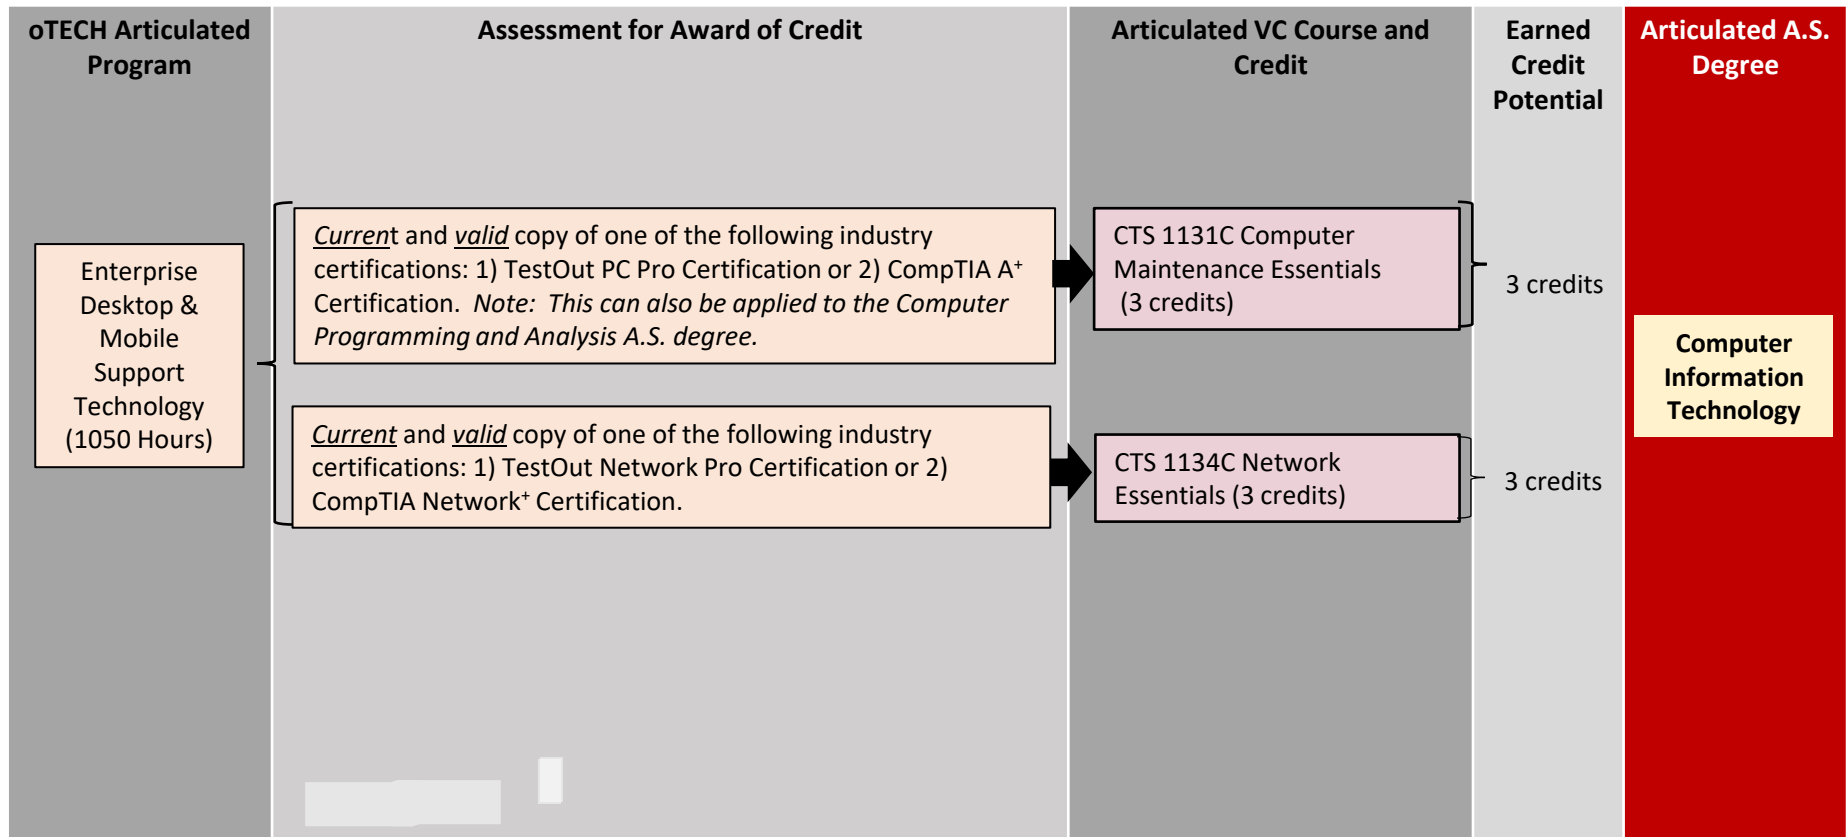 oTECH Articulated
Program
Assessment for Award of Credit
Articulated VC Course and
Credit
Earned
Credit
Potential
Articulated A.S.
Degree
Enterprise
Desktop &
Mobile
Support
Technology
(1050 Hours)
Current and valid copy of one of the following industry
certifications: 1) TestOut PC Pro Certification or 2) CompTIA A+
Certification. Note: This can also be applied to the Computer
Programming and Analysis A.S. degree.
CTS 1131C Computer
Maintenance Essentials
(3 credits)
3 credits
Current and valid copy of one of the following industry
certifications: 1) TestOut Network Pro Certification or 2)
CompTIA Network+ Certification.
CTS 1134C Network
Essentials (3 credits)
3 credits
Computer
Information
Technology